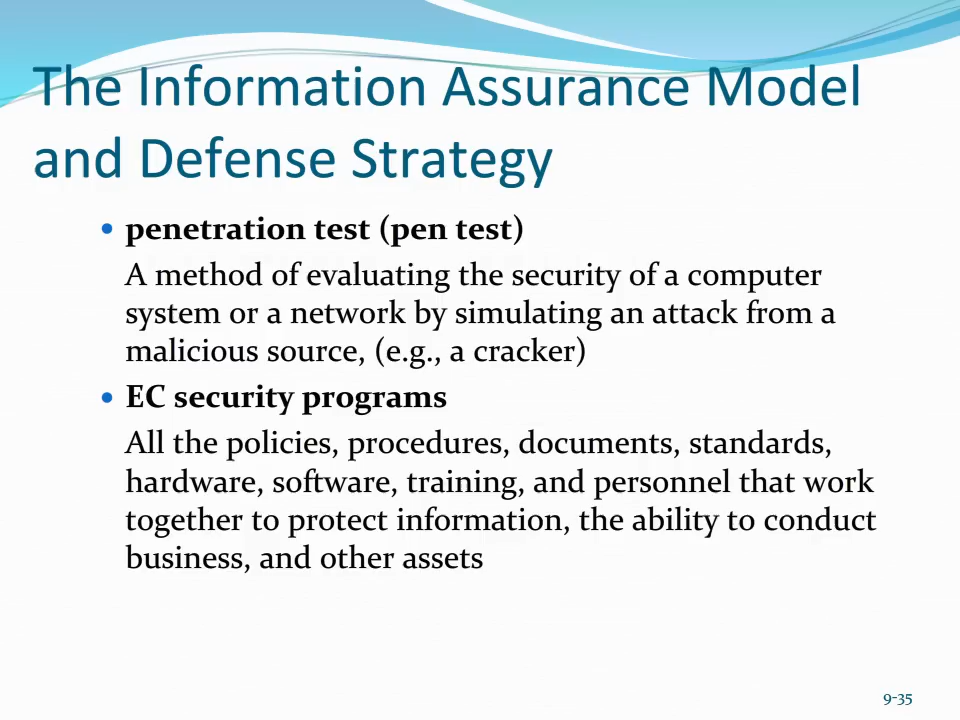 The Information Assurance Model
and Defense Strategy
• penetration test (pen test)
A method of evaluating the security of a computer
system or a network by simulating an attack from a
malicious source, (e.g., a cracker)
• EC security programs
All the policies, procedures, documents, standards,
hardware, software, training, and personnel that work
together to protect information, the ability to conduct
business, and other assets
9-35